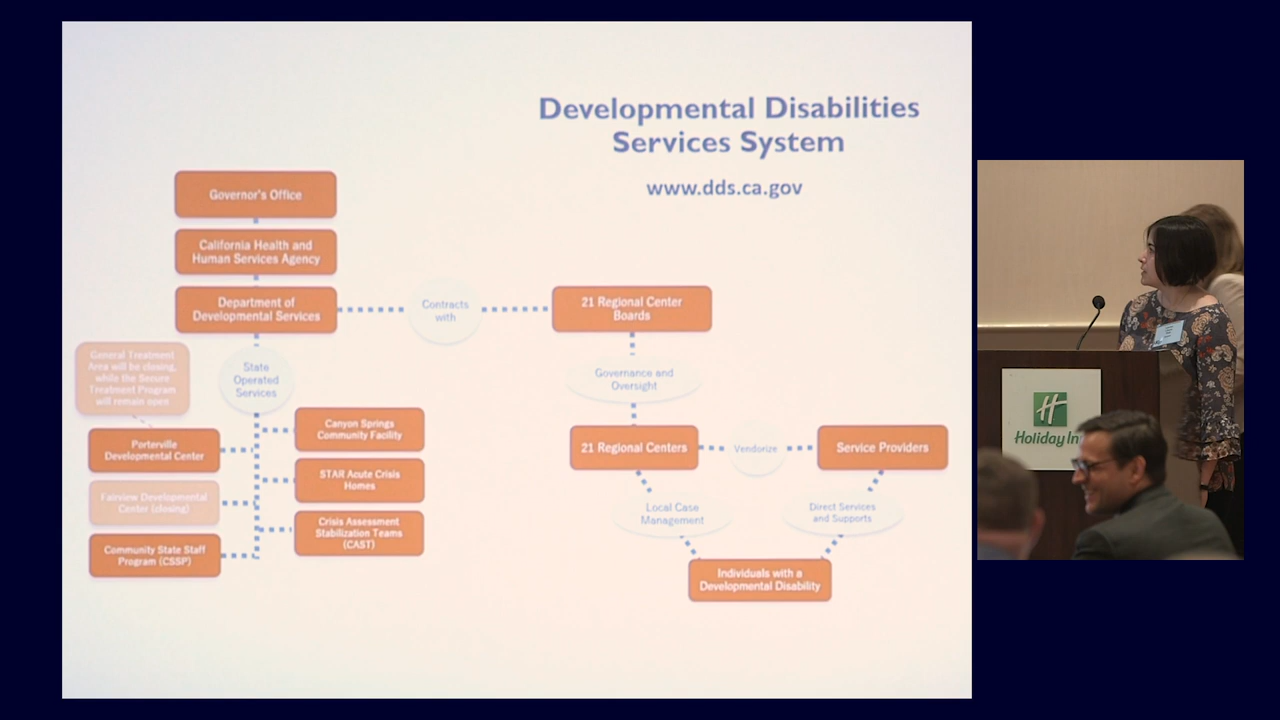 Developmental Disabilities
Services System
www.dds.ca.gov
Governor's Office
California Health and
Human Services Agency
Department of
Developmental Services
Contracts
with
21 Regional Center
Boards
General Treatment
Area will be closing,
while the Secure
Treatment Program
will remain open
State
Operated
Services
Governance and
Oversight
Canyon Springs
Community Facility
Porterville
Developmental Center
21 Regional Centers
Vendorize
Service Providers
STAR Acute Crisis
Homes
Fairview Developmental
Center (closing)
Local Case
Management
Direct Services
and Supports
Crisis Assessment
Stabilization Teams
(CAST)
Community State Staff
Program (CSSP)
Individuals with a
Developmental Disability
H
Holiday In